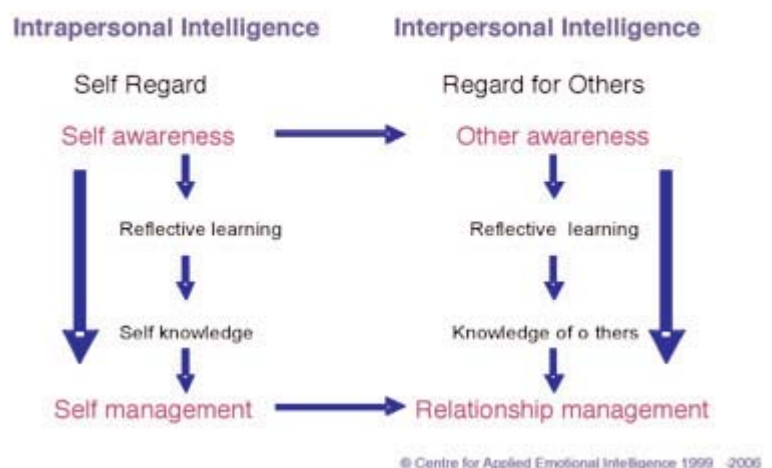 Intrapersonal Intelligence Interpersonal Intelligence
Self Regard Regard for Others
Self awareness Other awareness
Reflective learning Reflective learning
Self knowledge Knowledge of o thers
Self management Relationship management
© Centre for Applied Emotional Intelligence 1999 -2006